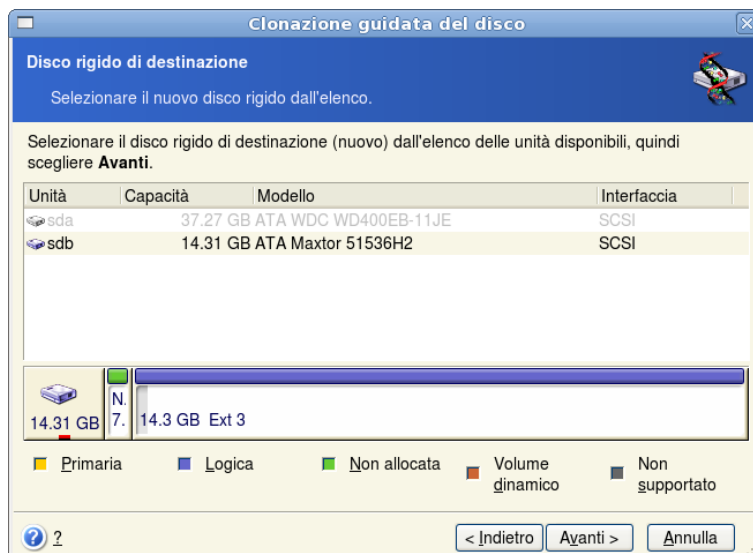 Clonazione guidata del disco
Disco rigido di destinazione
Selezionare il nuovo disco rigido dall'elenco.
Selezionare il disco rigido di destinazione (nuovo) dall'elenco delle unità disponibili, quindi
scegliere Avanti.
Unità Capacità Modello Interfaccia
sda 37.27 GB ATA WDC WD400EB-11JE SCSI
sdb 14.31 GB ATA Maxtor 51536H2 SCSI
N.
14.31 GB 7. 14.3 GB Ext 3
Primaria Logica Non allocata Volume dinamico Non supportato
? < Indietro Avanti > Annulla